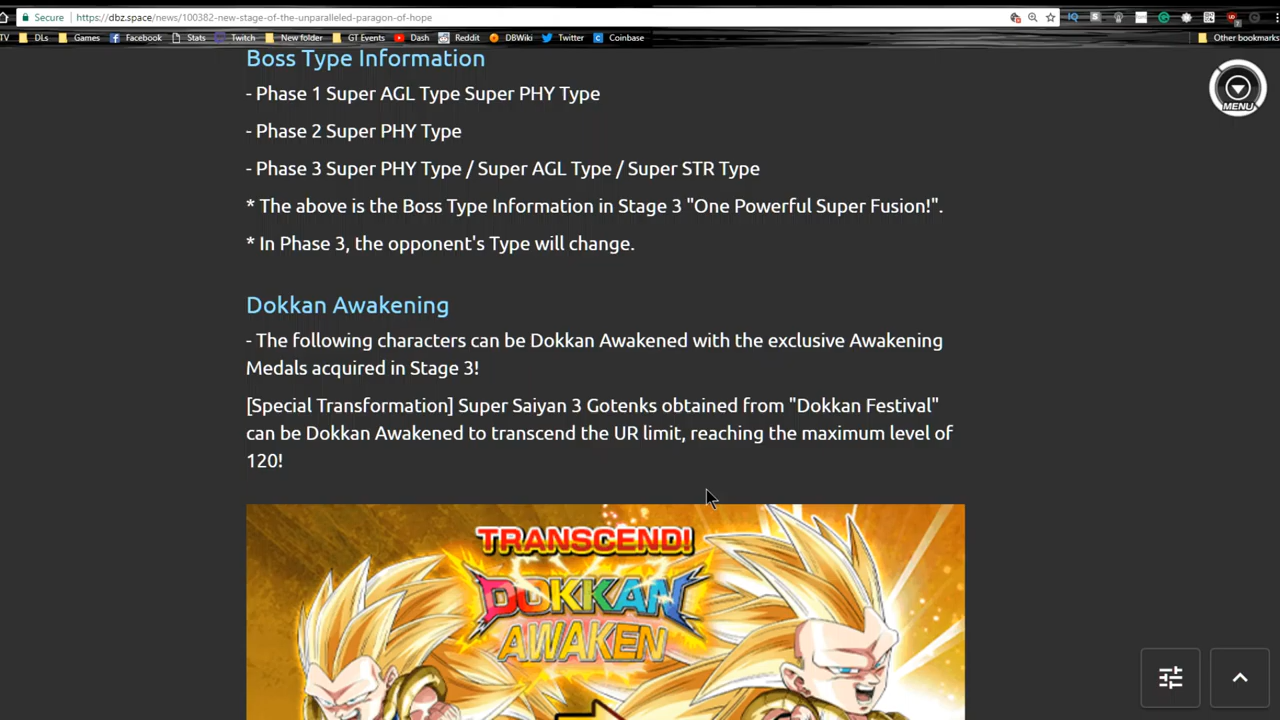 Secure https://dbz.space/news/100382-new-stage-of-the-unparalleled-paragon-of-hope
TV DLs Games Facebook Stats Twitch New folder GT Events Dash Reddit DBWiki Twitter Coinbase Other bookmarks
Boss Type Information
- Phase 1 Super AGL Type Super PHY Type
MENU
- Phase 2 Super PHY Type
- Phase 3 Super PHY Type / Super AGL Type / Super STR Type
* The above is the Boss Type Information in Stage 3 "One Powerful Super Fusion!".
* In Phase 3, the opponent's Type will change.
Dokkan Awakening
- The following characters can be Dokkan Awakened with the exclusive Awakening
Medals acquired in Stage 3!
[Special Transformation] Super Saiyan 3 Gotenks obtained from "Dokkan Festival"
can be Dokkan Awakened to transcend the UR limit, reaching the maximum level of
120!
TRANSCEND!
DOKKAN
AWAKEN